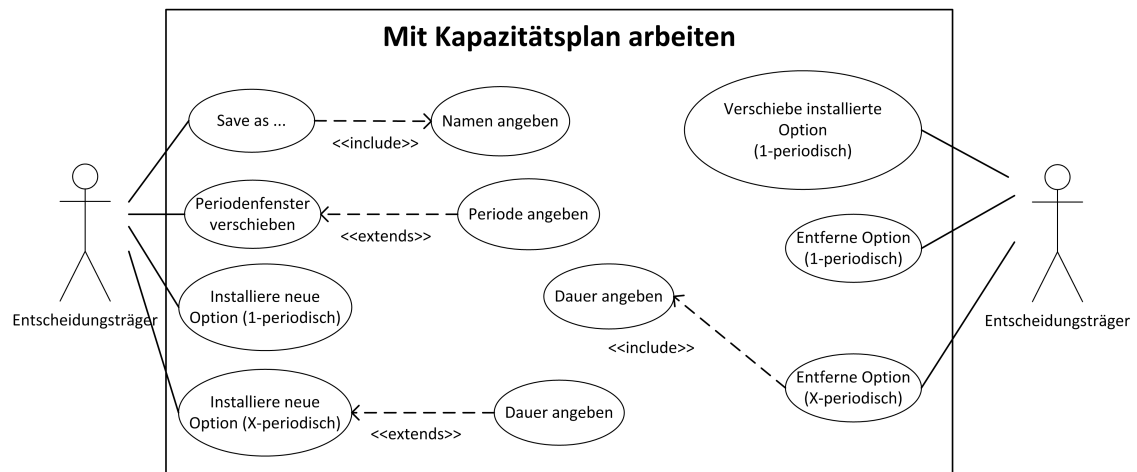 Mit Kapazitätsplan arbeiten
Save as ...
<<include>>
Namen angeben
Verschiebe installierte
Option
(1-periodisch)
Periodenfenster
verschieben
<<extends>>
Periode angeben
Entferne Option
(1-periodisch)
Entscheidungsträger
Installiere neue
Option (1-periodisch)
Dauer angeben
<<include>>
Entscheidungsträger
Entferne Option
(X-periodisch)
Installiere neue
Option (X-periodisch)
<<extends>>
Dauer angeben